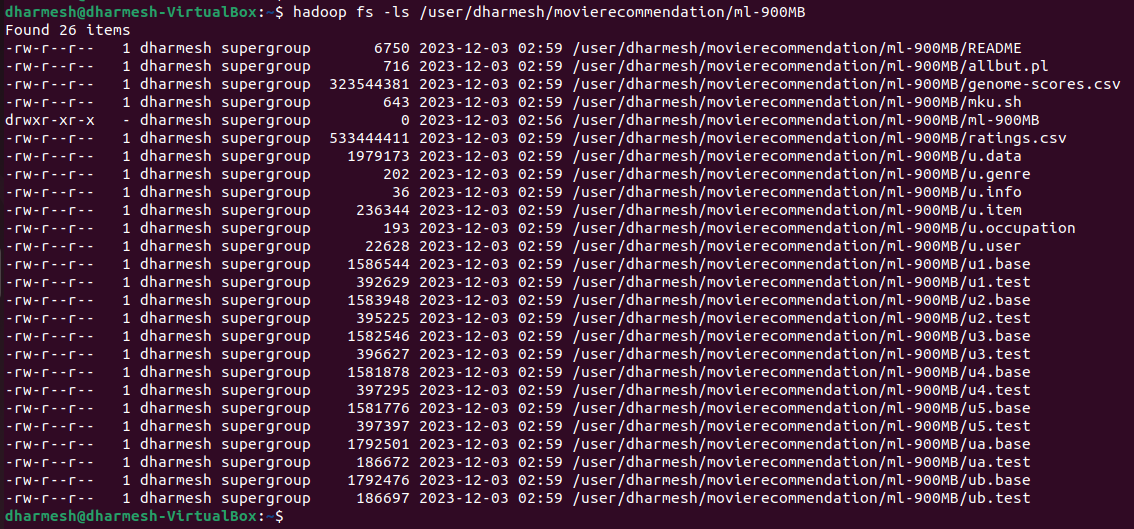 dharmesh@dharmesh-VirtualBox:~$ hadoop fs -ls /user/dharmesh/movierecommendation/ml-900MB
Found 26 items
-rw-r--r--   1 dharmesh supergroup       6750 2023-12-03 02:59 /user/dharmesh/movierecommendation/ml-900MB/README
-rw-r--r--   1 dharmesh supergroup        716 2023-12-03 02:59 /user/dharmesh/movierecommendation/ml-900MB/allbut.pl
-rw-r--r--   1 dharmesh supergroup  323544381 2023-12-03 02:59 /user/dharmesh/movierecommendation/ml-900MB/genome-scores.csv
-rw-r--r--   1 dharmesh supergroup        643 2023-12-03 02:59 /user/dharmesh/movierecommendation/ml-900MB/mku.sh
drwxr-xr-x   - dharmesh supergroup          0 2023-12-03 02:56 /user/dharmesh/movierecommendation/ml-900MB/ml-900MB
-rw-r--r--   1 dharmesh supergroup  533444411 2023-12-03 02:59 /user/dharmesh/movierecommendation/ml-900MB/ratings.csv
-rw-r--r--   1 dharmesh supergroup    1979173 2023-12-03 02:59 /user/dharmesh/movierecommendation/ml-900MB/u.data
-rw-r--r--   1 dharmesh supergroup        202 2023-12-03 02:59 /user/dharmesh/movierecommendation/ml-900MB/u.genre
-rw-r--r--   1 dharmesh supergroup         36 2023-12-03 02:59 /user/dharmesh/movierecommendation/ml-900MB/u.info
-rw-r--r--   1 dharmesh supergroup     236344 2023-12-03 02:59 /user/dharmesh/movierecommendation/ml-900MB/u.item
-rw-r--r--   1 dharmesh supergroup        193 2023-12-03 02:59 /user/dharmesh/movierecommendation/ml-900MB/u.occupation
-rw-r--r--   1 dharmesh supergroup      22628 2023-12-03 02:59 /user/dharmesh/movierecommendation/ml-900MB/u.user
-rw-r--r--   1 dharmesh supergroup    1586544 2023-12-03 02:59 /user/dharmesh/movierecommendation/ml-900MB/u1.base
-rw-r--r--   1 dharmesh supergroup     392629 2023-12-03 02:59 /user/dharmesh/movierecommendation/ml-900MB/u1.test
-rw-r--r--   1 dharmesh supergroup    1583948 2023-12-03 02:59 /user/dharmesh/movierecommendation/ml-900MB/u2.base
-rw-r--r--   1 dharmesh supergroup     395225 2023-12-03 02:59 /user/dharmesh/movierecommendation/ml-900MB/u2.test
-rw-r--r--   1 dharmesh supergroup    1582546 2023-12-03 02:59 /user/dharmesh/movierecommendation/ml-900MB/u3.base
-rw-r--r--   1 dharmesh supergroup     396627 2023-12-03 02:59 /user/dharmesh/movierecommendation/ml-900MB/u3.test
-rw-r--r--   1 dharmesh supergroup    1581878 2023-12-03 02:59 /user/dharmesh/movierecommendation/ml-900MB/u4.base
-rw-r--r--   1 dharmesh supergroup     397295 2023-12-03 02:59 /user/dharmesh/movierecommendation/ml-900MB/u4.test
-rw-r--r--   1 dharmesh supergroup    1581776 2023-12-03 02:59 /user/dharmesh/movierecommendation/ml-900MB/u5.base
-rw-r--r--   1 dharmesh supergroup     397397 2023-12-03 02:59 /user/dharmesh/movierecommendation/ml-900MB/u5.test
-rw-r--r--   1 dharmesh supergroup    1792501 2023-12-03 02:59 /user/dharmesh/movierecommendation/ml-900MB/ua.base
-rw-r--r--   1 dharmesh supergroup     186672 2023-12-03 02:59 /user/dharmesh/movierecommendation/ml-900MB/ua.test
-rw-r--r--   1 dharmesh supergroup    1792476 2023-12-03 02:59 /user/dharmesh/movierecommendation/ml-900MB/ub.base
-rw-r--r--   1 dharmesh supergroup     186697 2023-12-03 02:59 /user/dharmesh/movierecommendation/ml-900MB/ub.test
dharmesh@dharmesh-VirtualBox:~$